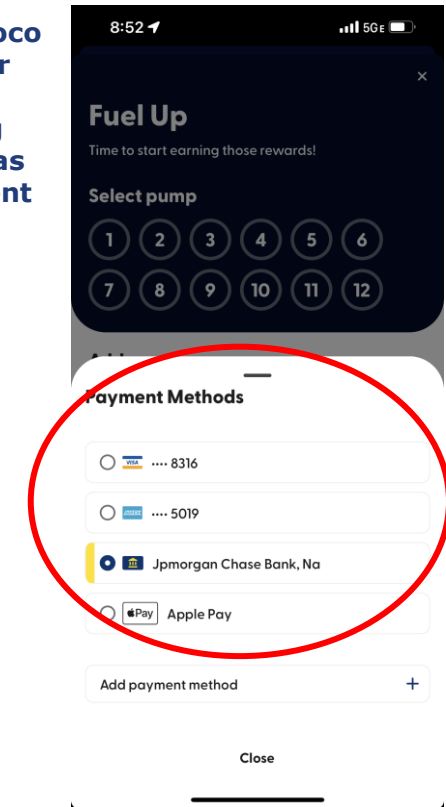 8:52
5GE
Fuel Up
Time to start earning those rewards!
Select pump
1 2 3 4 5 6
7 8 9 10 11 12
Payment Methods
VISA .... 8316
.... 5019
Jpmorgan Chase Bank, Na
Pay Apple Pay
Add payment method +
Close